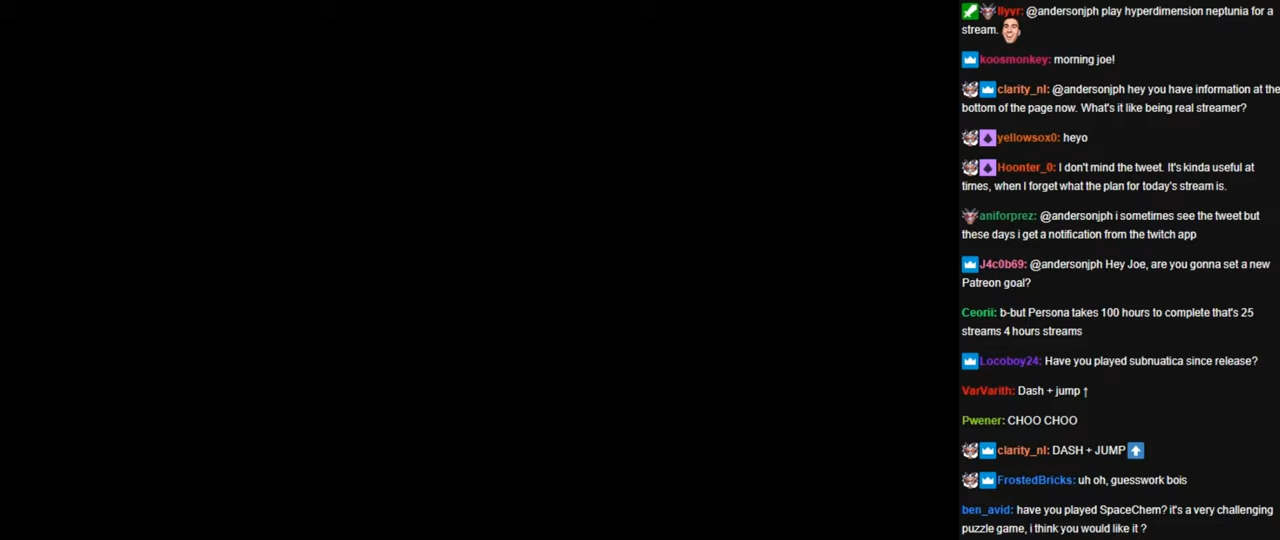 llyyr: @andersonjph play hyperdimension neptunia for a
stream.
koosmonkey: morning joe!
clarity_nl: @andersonjph hey you have information at the
bottom of the page now. What's it like being real streamer?
yellowsox0: heyo
Hoonter_0: I don't mind the tweet. It's kinda useful at
times, when I forget what the plan for today's stream is.
aniforprez: @andersonjph i sometimes see the tweet but
these days i get a notification from the twitch app
J4c0b69: @andersonjph Hey Joe, are you gonna set a new
Patreon goal?
Ceorii: b-but Persona takes 100 hours to complete that's 25
streams 4 hours streams
Locoboy24: Have you played subnuatica since release?
VarVarith: Dash + jump ↑
Pwener: CHOO CHOO
clarity_nl: DASH + JUMP ⬆
FrostedBricks: uh oh, guesswork bois
ben_avid: have you played SpaceChem? it's a very challenging
puzzle game, i think you would like it ?